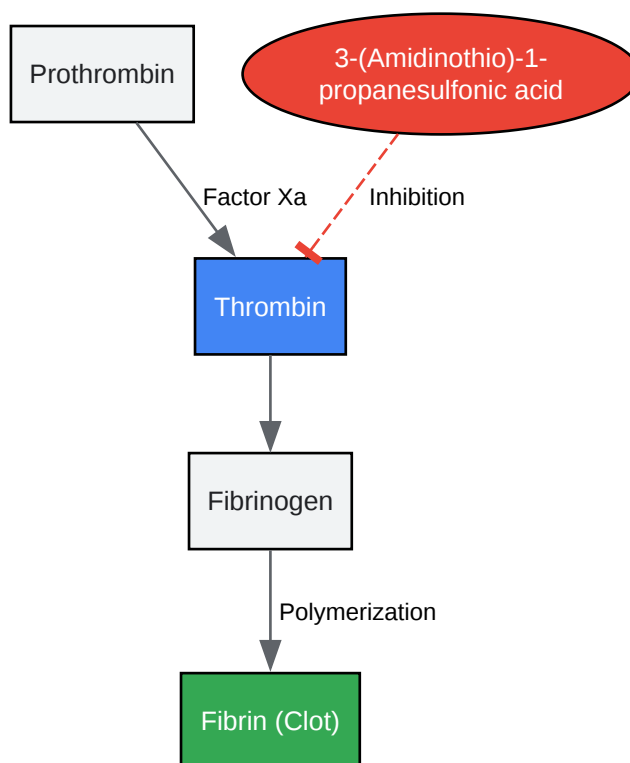 Prothrombin
3-(Amidinothio)-1-
propanesulfonic acid
Factor Xa
Inhibition
Thrombin
Fibrinogen
Polymerization
Fibrin (Clot)